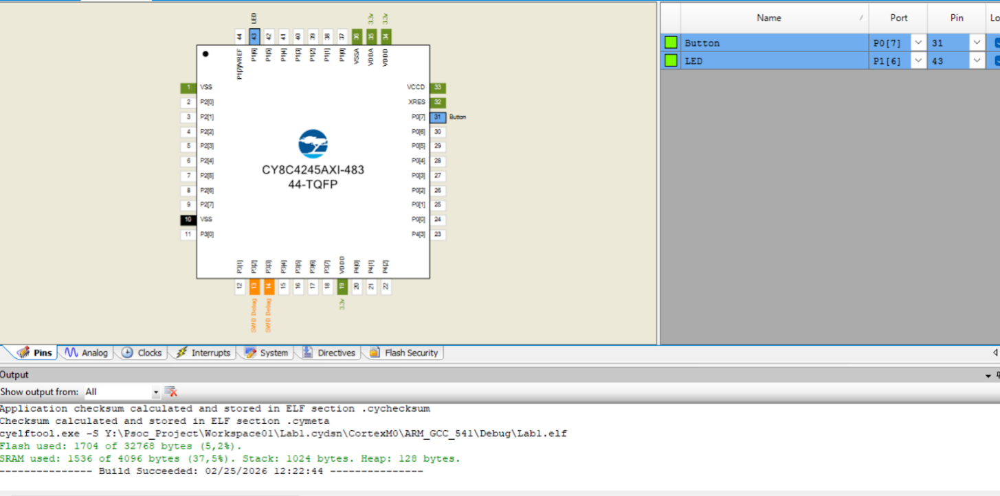 LED
3.3v 3.3v
44 43 42 41 40 39 38 37 36 35 34
P1[7]/VREF P1[6] P1[5] P1[4] P1[3] P1[2] P1[1] P1[0] VSSA VDDA VDDD
1 VSS
2 P2[0]
3 P2[1]
4 P2[2]
5 P2[3]
6 P2[4]
7 P2[5]
8 P2[6]
9 P2[7]
10 VSS
11 P3[0]
CY8C4245AXI-483
44-TQFP
VCCD 33
XRES 32
P0[7] 31 Button
P0[6] 30
P0[5] 29
P0[4] 28
P0[3] 27
P0[2] 26
P0[1] 25
P0[0] 24
P4[3] 23
P3[1] P3[2] P3[3] P3[4] P3[5] P3[6] P3[7] VDDD P4[0] P4[1] P4[2]
12 13 14 15 16 17 18 19 20 21 22
SWD Debug SWD Debug 3.3v
Name / Port Pin Lo
Button P0[7] 31
LED P1[6] 43
Pins Analog Clocks Interrupts System Directives Flash Security
Output
Show output from: All
Application checksum calculated and stored in ELF section .cychecksum
Checksum calculated and stored in ELF section .cymeta
cyelftool.exe -S Y:\Psoc_Project\Workspace01\Lab1.cydsn\CortexM0\ARM_GCC_541\Debug\Lab1.elf
Flash used: 1704 of 32768 bytes (5,2%).
SRAM used: 1536 of 4096 bytes (37,5%). Stack: 1024 bytes. Heap: 128 bytes.
--------------- Build Succeeded: 02/25/2026 12:22:44 ---------------